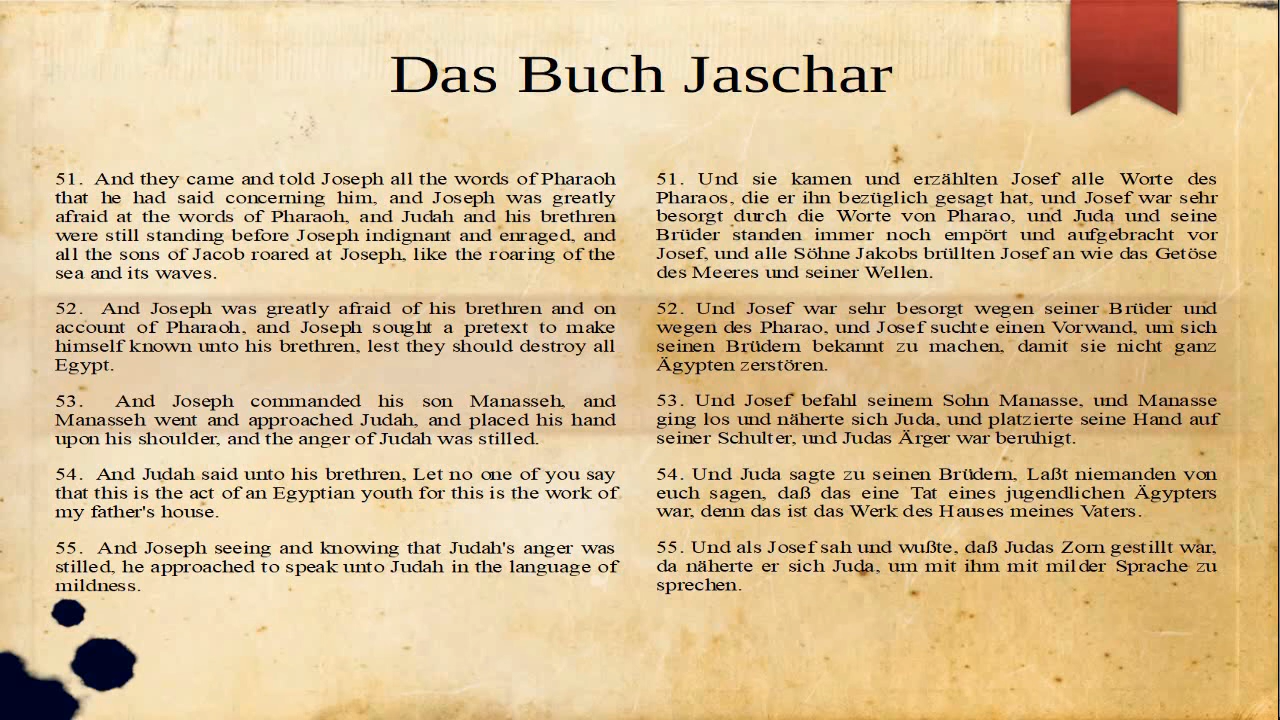 Das Buch Jaschar
51. And they came and told Joseph all the words of Pharaoh
that he had said concerning him, and Joseph was greatly
afraid at the words of Pharaoh, and Judah and his brethren
were still standing before Joseph indignant and enraged, and
all the sons of Jacob roared at Joseph, like the roaring of the
sea and its waves.
52. And Joseph was greatly afraid of his brethren and on
account of Pharaoh, and Joseph sought a pretext to make
himself known unto his brethren, lest they should destroy all
Egypt.
53. And Joseph commanded his son Manasseh, and
Manasseh went and approached Judah, and placed his hand
upon his shoulder, and the anger of Judah was stilled.
54. And Judah said unto his brethren, Let no one of you say
that this is the act of an Egyptian youth for this is the work of
my father's house.
55. And Joseph seeing and knowing that Judah's anger was
stilled, he approached to speak unto Judah in the language of
mildness.
51. Und sie kamen und erzählten Josef alle Worte des
Pharaos, die er ihn bezüglich gesagt hat, und Josef war sehr
besorgt durch die Worte von Pharao, und Juda und seine
Brüder standen immer noch empört und aufgebracht vor
Josef, und alle Söhne Jakobs brüllten Josef an wie das Getöse
des Meeres und seiner Wellen.
52. Und Josef war sehr besorgt wegen seiner Brüder und
wegen des Pharao, und Josef suchte einen Vorwand, um sich
seinen Brüdern bekannt zu machen, damit sie nicht ganz
Ägypten zerstören.
53. Und Josef befahl seinem Sohn Manasse, und Manasse
ging los und näherte sich Juda, und platzierte seine Hand auf
seiner Schulter, und Judas Ärger war beruhigt.
54. Und Juda sagte zu seinen Brüdern, Laßt niemanden von
euch sagen, daß das eine Tat eines jugendlichen Ägypters
war, denn das ist das Werk des Hauses meines Vaters.
55. Und als Josef sah und wußte, daß Judas Zorn gestillt war,
da näherte er sich Juda, um mit ihm mit milder Sprache zu
sprechen.